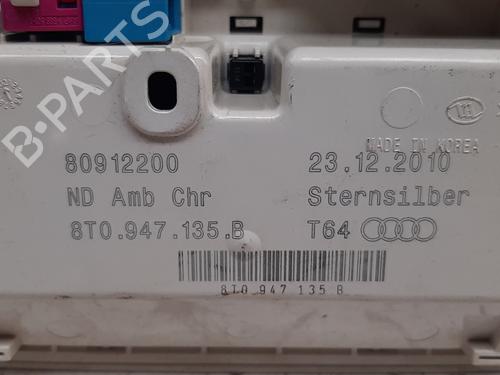 B-PARTS
MADE IN KOREA
80912200 23.12.2010
ND Amb Chr Sternsilber
8T0.947.135.B T64
8T0 947 135 B